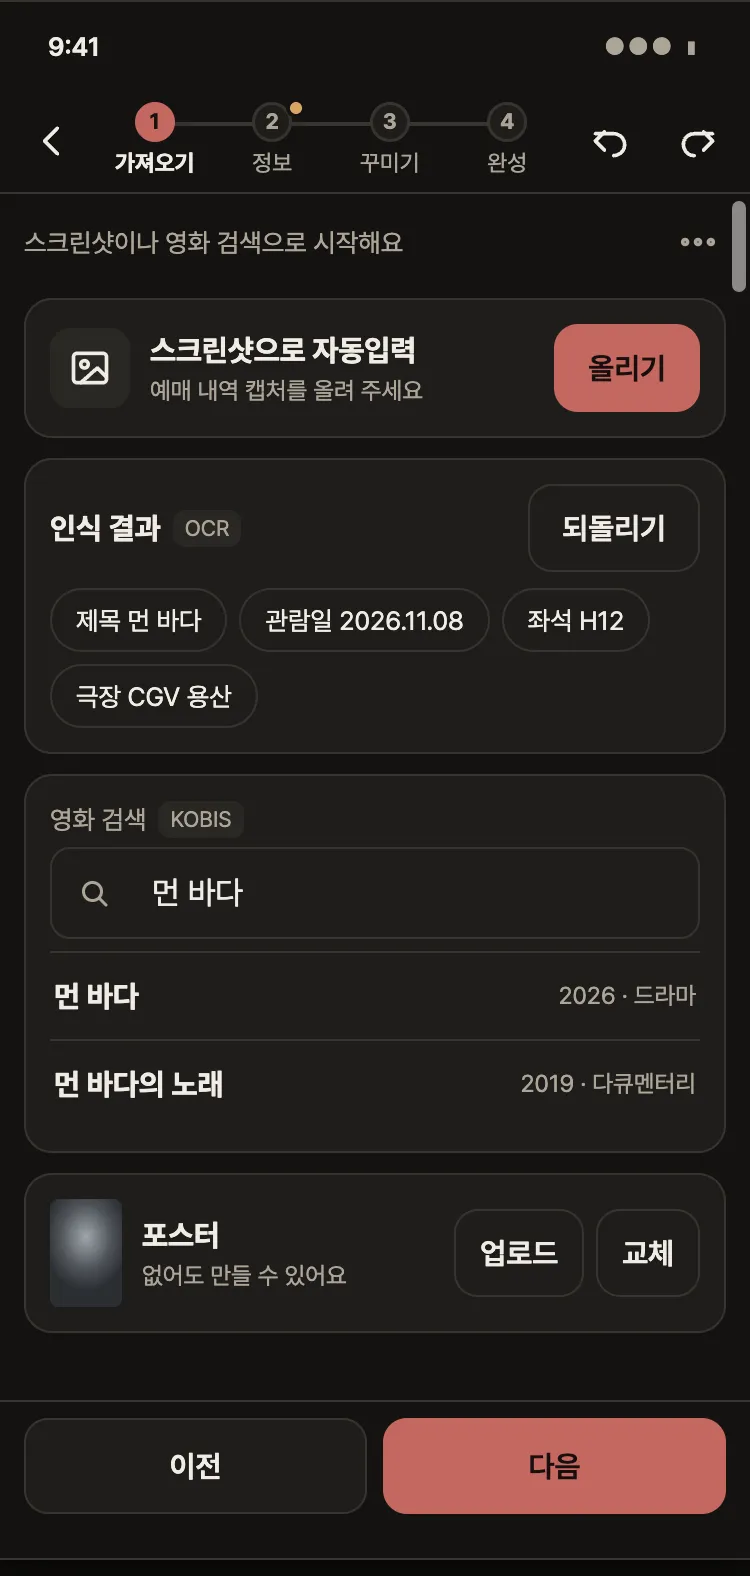 9:41
1 2 3 4
가져오기 정보 꾸미기 완성
스크린샷이나 영화 검색으로 시작해요
스크린샷으로 자동입력
예매 내역 캡처를 올려 주세요
올리기
인식 결과 OCR
되돌리기
제목 먼 바다 관람일 2026.11.08 좌석 H12
극장 CGV 용산
영화 검색 KOBIS
먼 바다
먼 바다 2026 · 드라마
먼 바다의 노래 2019 · 다큐멘터리
포스터
없어도 만들 수 있어요
업로드 교체
이전 다음